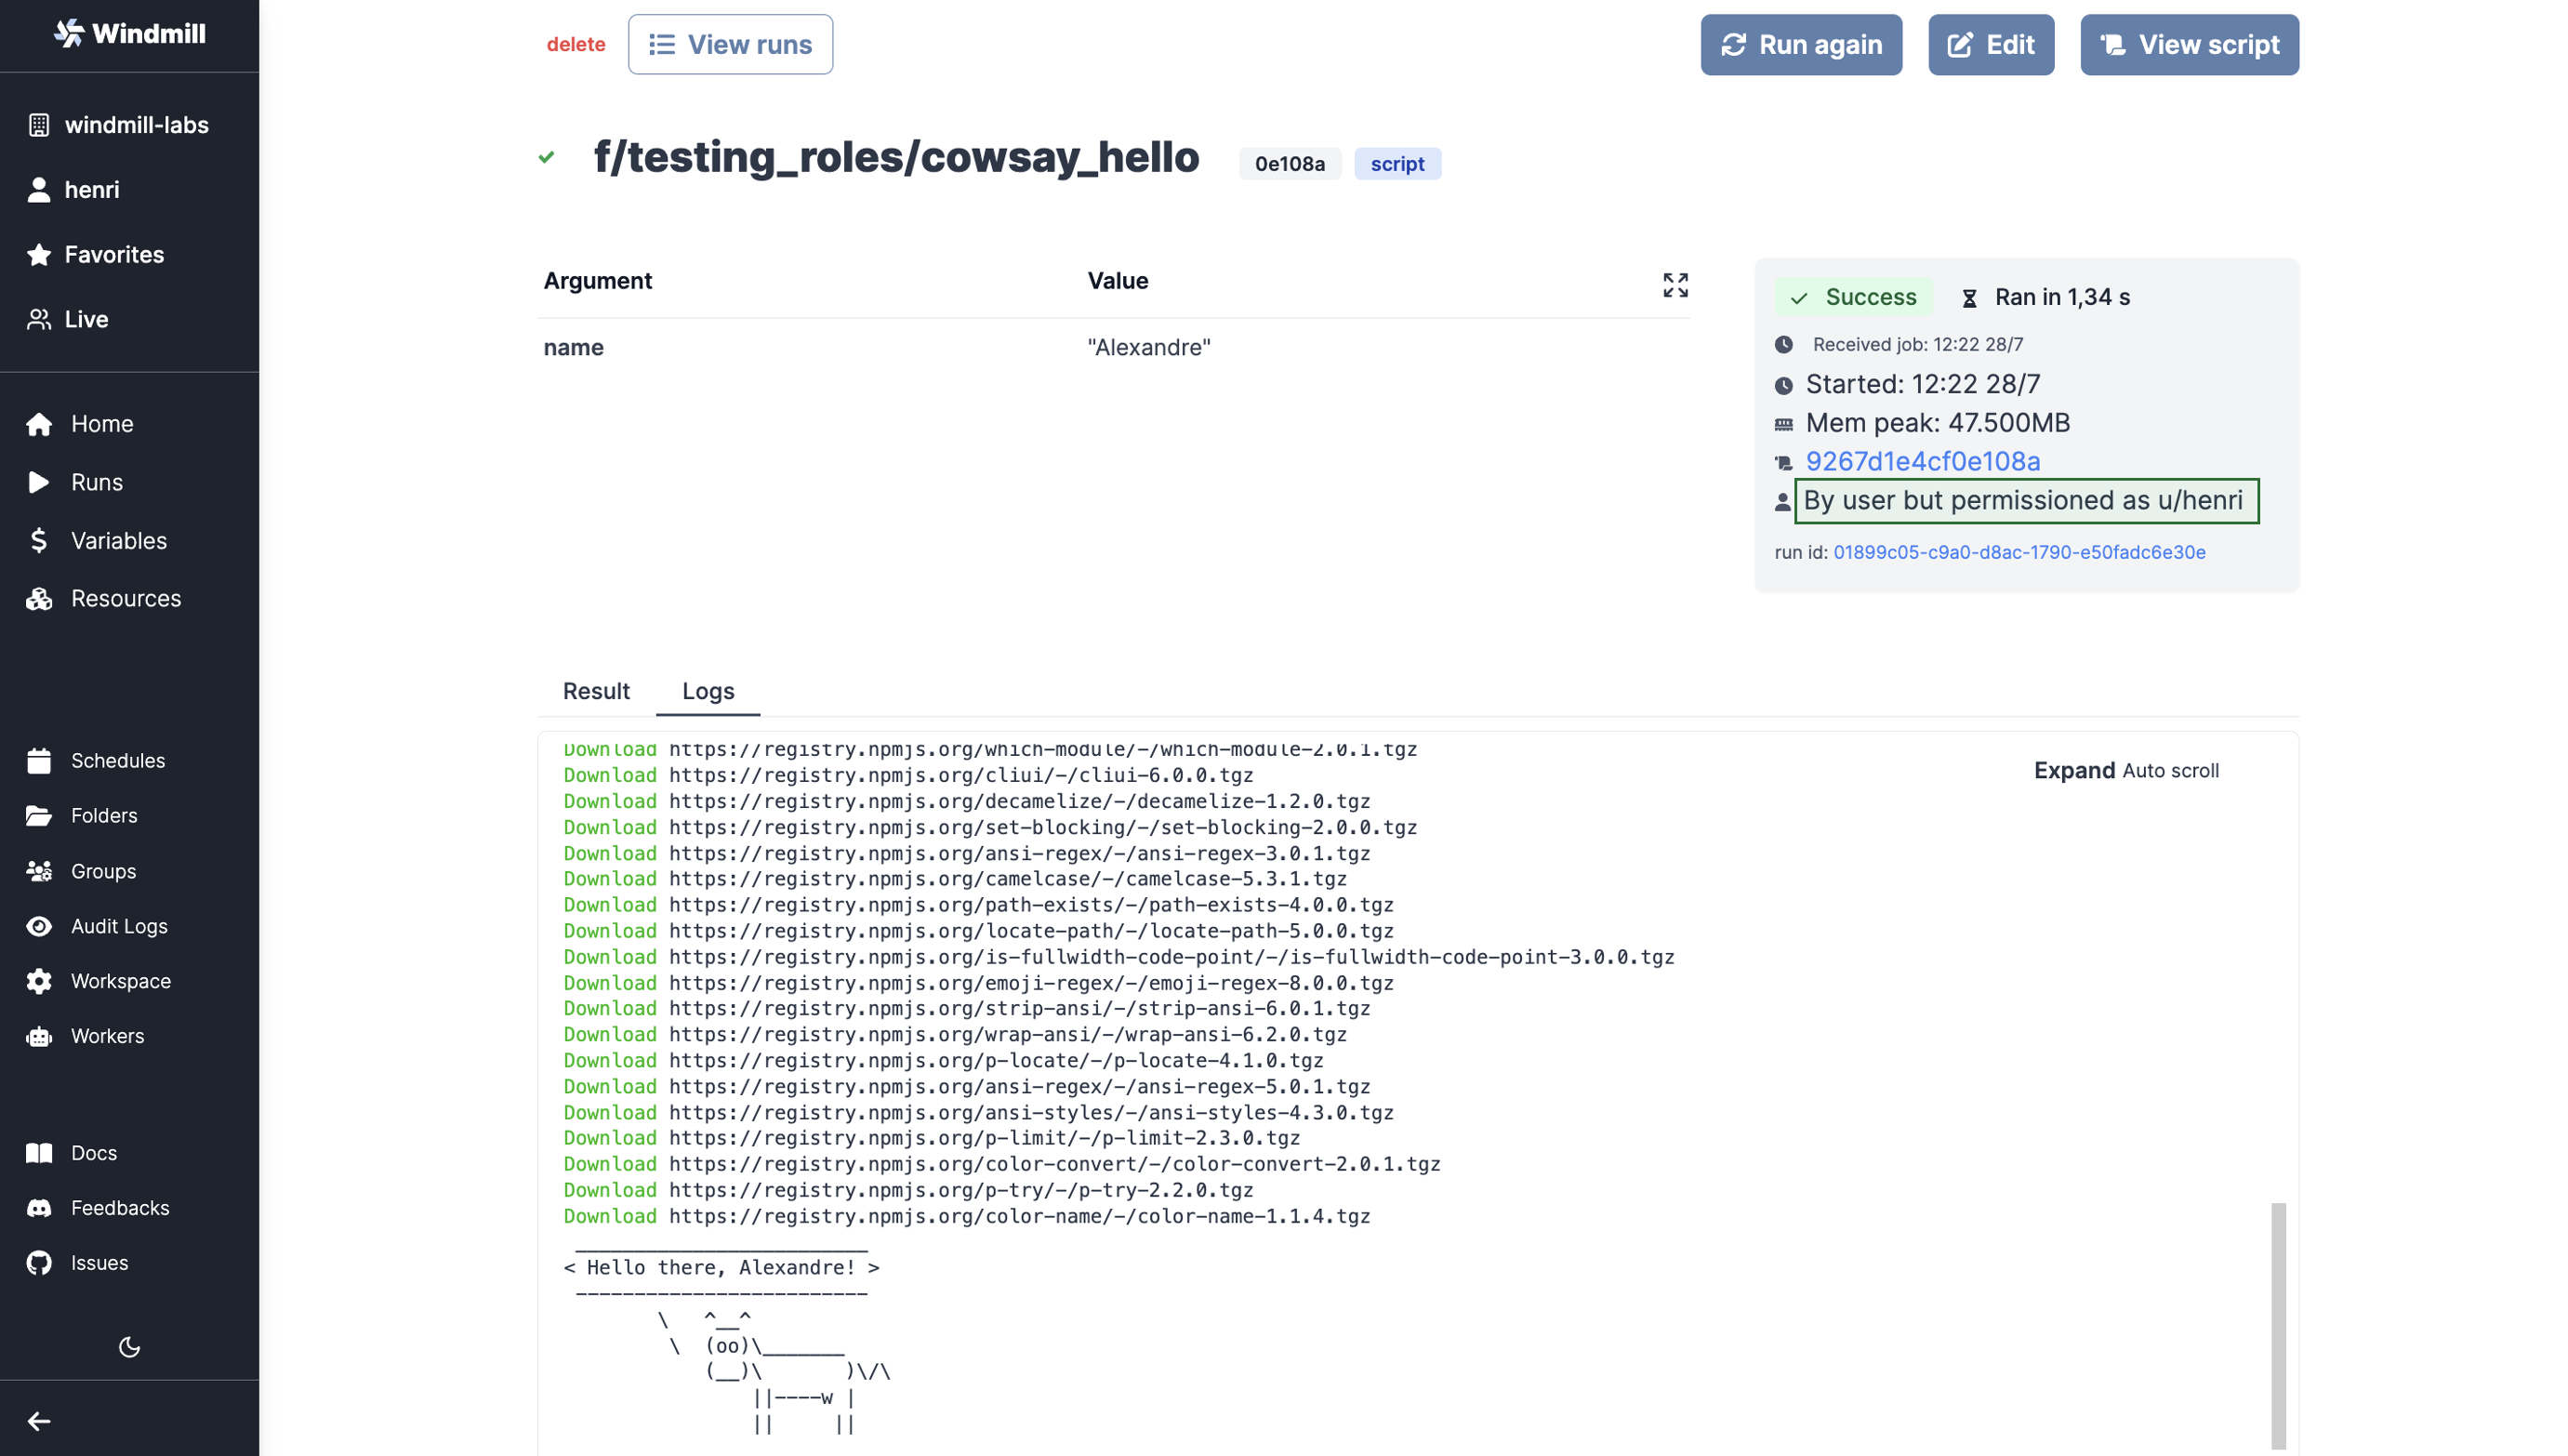 Windmill
windmill-labs
henri
Favorites
Live
Home
Runs
Variables
Resources
Schedules
Folders
Groups
Audit Logs
Workspace
Workers
Docs
Feedbacks
Issues
delete
View runs
Run again
Edit
View script
f/testing_roles/cowsay_hello
0e108a
script
Argument Value
name "Alexandre"
Success Ran in 1,34 s
Received job: 12:22 28/7
Started: 12:22 28/7
Mem peak: 47.500MB
9267d1e4cf0e108a
By user but permissioned as u/henri
run id: 01899c05-c9a0-d8ac-1790-e50fadc6e30e
Result Logs
Expand Auto scroll
Download https://registry.npmjs.org/which-module/-/which-module-2.0.1.tgz
Download https://registry.npmjs.org/cliui/-/cliui-6.0.0.tgz
Download https://registry.npmjs.org/decamelize/-/decamelize-1.2.0.tgz
Download https://registry.npmjs.org/set-blocking/-/set-blocking-2.0.0.tgz
Download https://registry.npmjs.org/ansi-regex/-/ansi-regex-3.0.1.tgz
Download https://registry.npmjs.org/camelcase/-/camelcase-5.3.1.tgz
Download https://registry.npmjs.org/path-exists/-/path-exists-4.0.0.tgz
Download https://registry.npmjs.org/locate-path/-/locate-path-5.0.0.tgz
Download https://registry.npmjs.org/is-fullwidth-code-point/-/is-fullwidth-code-point-3.0.0.tgz
Download https://registry.npmjs.org/emoji-regex/-/emoji-regex-8.0.0.tgz
Download https://registry.npmjs.org/strip-ansi/-/strip-ansi-6.0.1.tgz
Download https://registry.npmjs.org/wrap-ansi/-/wrap-ansi-6.2.0.tgz
Download https://registry.npmjs.org/p-locate/-/p-locate-4.1.0.tgz
Download https://registry.npmjs.org/ansi-regex/-/ansi-regex-5.0.1.tgz
Download https://registry.npmjs.org/ansi-styles/-/ansi-styles-4.3.0.tgz
Download https://registry.npmjs.org/p-limit/-/p-limit-2.3.0.tgz
Download https://registry.npmjs.org/color-convert/-/color-convert-2.0.1.tgz
Download https://registry.npmjs.org/p-try/-/p-try-2.2.0.tgz
Download https://registry.npmjs.org/color-name/-/color-name-1.1.4.tgz
 _________________________
< Hello there, Alexandre! >
 -------------------------
        \   ^__^
         \  (oo)\_______
            (__)\       )\/\
                ||----w |
                ||     ||